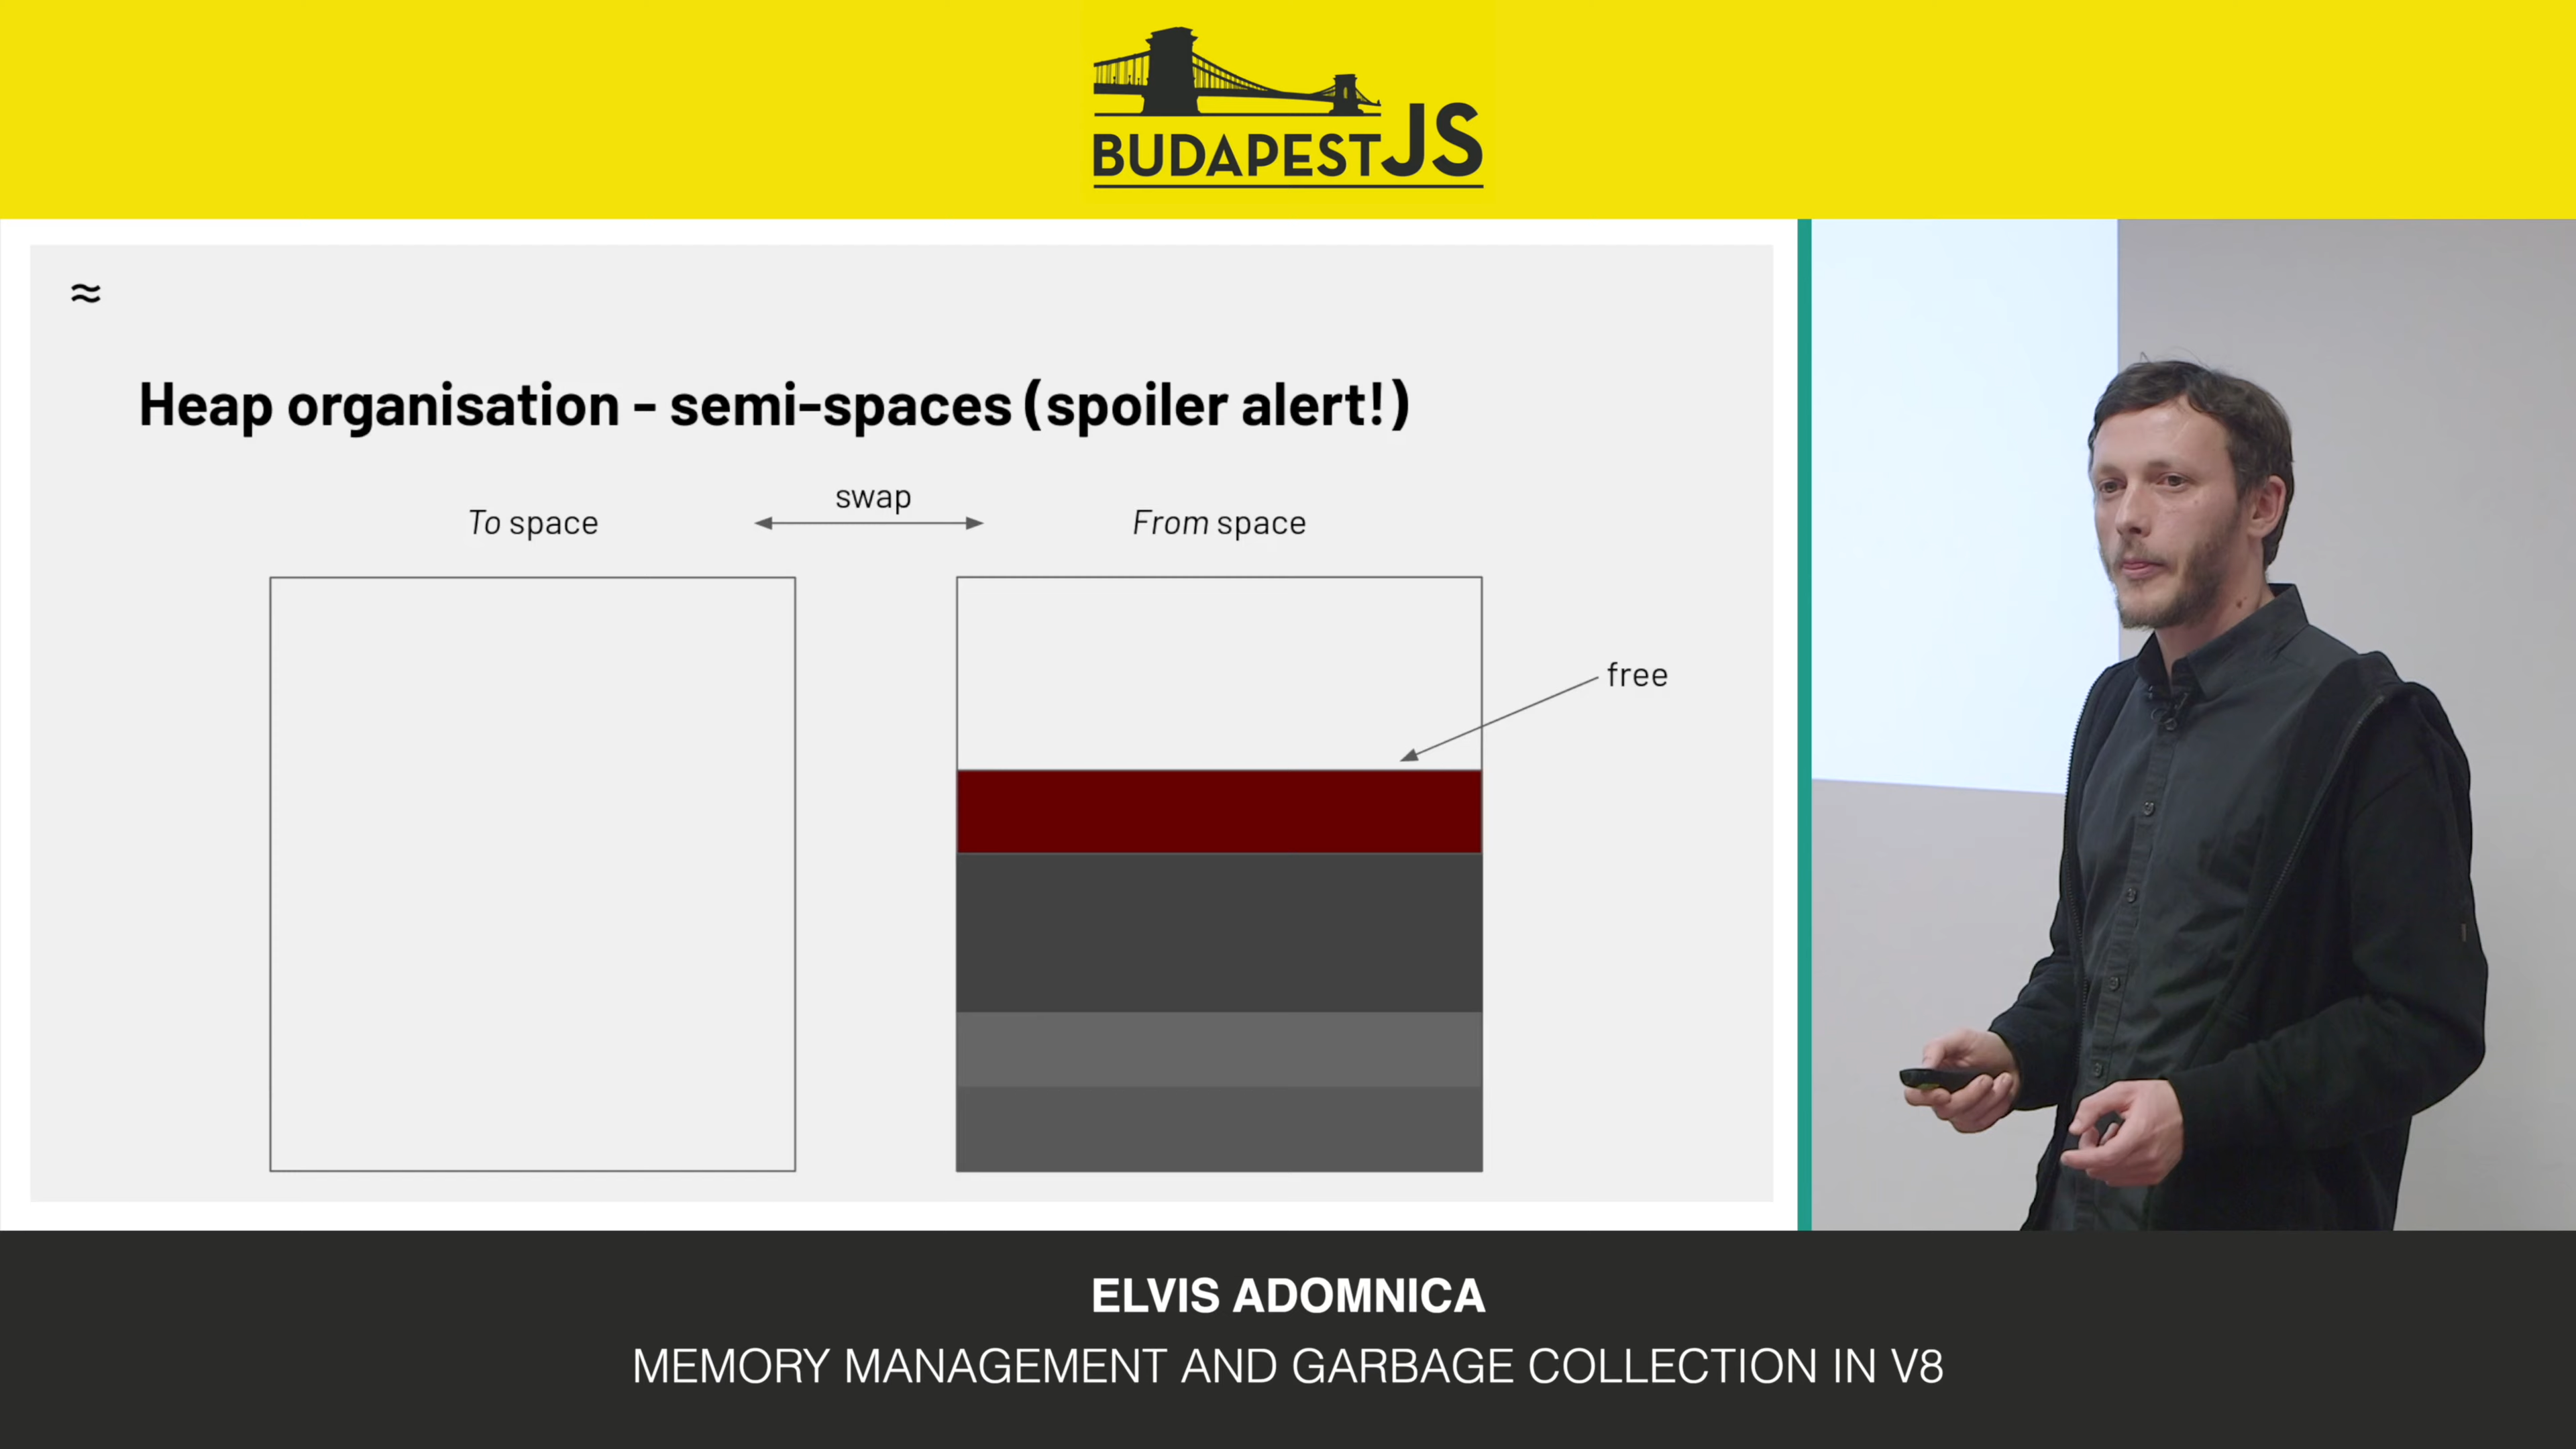 BUDAPESTJS
≈
Heap organisation - semi-spaces (spoiler alert!)
To space
swap
From space
free
ELVIS ADOMNICA
MEMORY MANAGEMENT AND GARBAGE COLLECTION IN V8